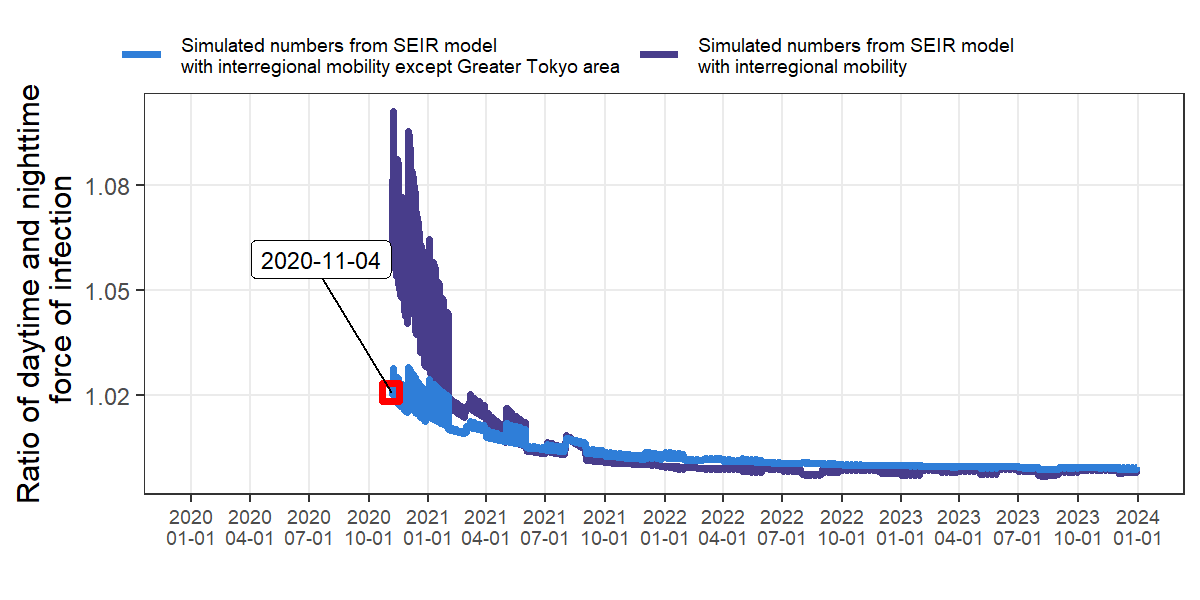 Simulated numbers from SEIR model
with interregional mobility except Greater Tokyo area
Simulated numbers from SEIR model
with interregional mobility
Ratio of daytime and nighttime
force of infection
1.08
1.05
1.02
2020-11-04
2020 2020 2020 2020 2021 2021 2021 2021 2022 2022 2022 2022 2023 2023 2023 2023 2024
01-01 04-01 07-01 10-01 01-01 04-01 07-01 10-01 01-01 04-01 07-01 10-01 01-01 04-01 07-01 10-01 01-01